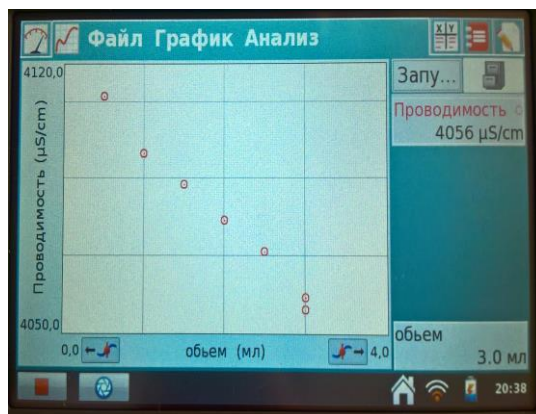 Файл График Анализ
X Y
4120,0
Запу...
Проводимость
4056 µS/cm
Проводимость (µS/cm)
4050,0
0,0
обьем (мл)
4,0
обьем
3.0 мл
20:38